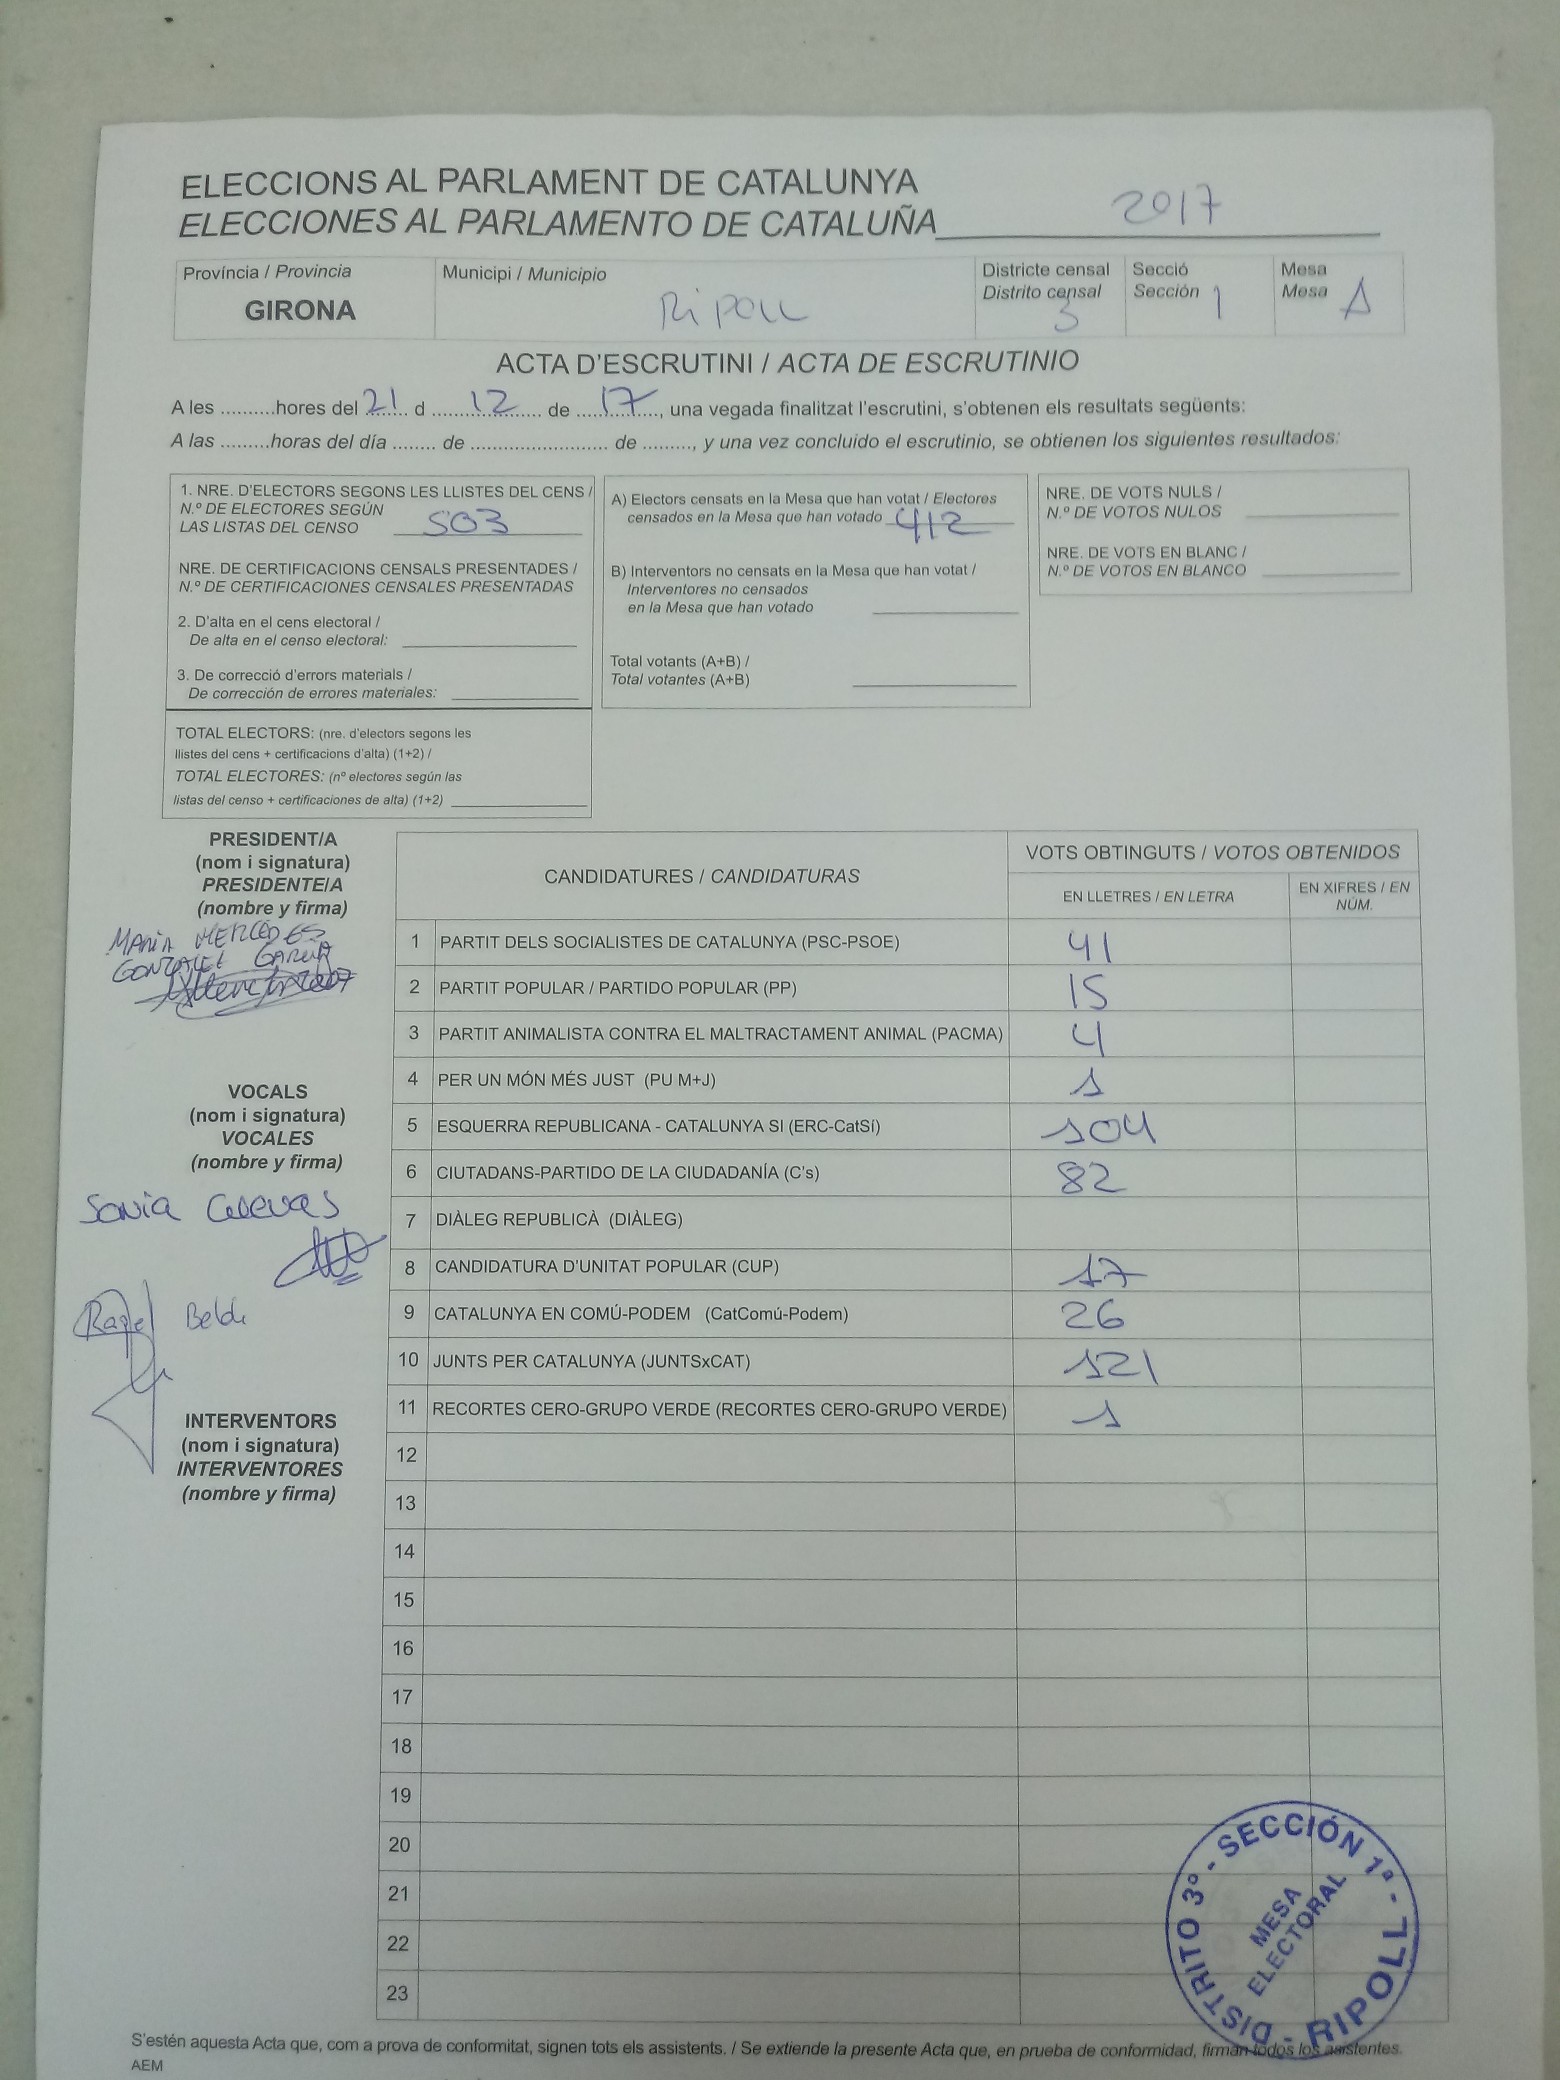 ELECCIONS AL PARLAMENT DE CATALUNYA
ELECCIONES AL PARLAMENTO DE CATALUÑA 2017
Província / Provincia
GIRONA
Municipi / Municipio
Ripoll
Districte censal
Distrito censal
3
Secció
Sección 1
Mesa
Mesa A
ACTA D'ESCRUTINI / ACTA DE ESCRUTINIO
A les .........hores del 21 d 12 de 17, una vegada finalitzat l'escrutini, s'obtenen els resultats següents:
A las .........horas del día ........ de ......................... de ........., y una vez concluido el escrutinio, se obtienen los siguientes resultados:
1. NRE. D'ELECTORS SEGONS LES LLISTES DEL CENS /
N.º DE ELECTORES SEGÚN
LAS LISTAS DEL CENSO 503
NRE. DE CERTIFICACIONS CENSALS PRESENTADES /
N.º DE CERTIFICACIONES CENSALES PRESENTADAS
2. D'alta en el cens electoral /
De alta en el censo electoral:
3. De correcció d'errors materials /
De corrección de errores materiales:
TOTAL ELECTORS: (nre. d'electors segons les
llistes del cens + certificacions d'alta) (1+2) /
TOTAL ELECTORES: (nº electores según las
listas del censo + certificaciones de alta) (1+2)
A) Electors censats en la Mesa que han votat / Electores
censados en la Mesa que han votado 412
B) Interventors no censats en la Mesa que han votat /
Interventores no censados
en la Mesa que han votado
Total votants (A+B) /
Total votantes (A+B)
NRE. DE VOTS NULS /
N.º DE VOTOS NULOS
NRE. DE VOTS EN BLANC /
N.º DE VOTOS EN BLANCO
PRESIDENT/A
(nom i signatura)
PRESIDENTE/A
(nombre y firma)
MARIA MERCEDES
GONZALEZ GARCIA
VOCALS
(nom i signatura)
VOCALES
(nombre y firma)
Sonia Cuevas
INTERVENTORS
(nom i signatura)
INTERVENTORES
(nombre y firma)
CANDIDATURES / CANDIDATURAS
VOTS OBTINGUTS / VOTOS OBTENIDOS
EN LLETRES / EN LETRA
EN XIFRES / EN
NÚM.
1 PARTIT DELS SOCIALISTES DE CATALUNYA (PSC-PSOE) 41
2 PARTIT POPULAR / PARTIDO POPULAR (PP) 15
3 PARTIT ANIMALISTA CONTRA EL MALTRACTAMENT ANIMAL (PACMA) 4
4 PER UN MÓN MÉS JUST (PU M+J) 1
5 ESQUERRA REPUBLICANA - CATALUNYA SI (ERC-CatSí) 104
6 CIUTADANS-PARTIDO DE LA CIUDADANÍA (C's) 82
7 DIÀLEG REPUBLICÀ (DIÀLEG)
8 CANDIDATURA D'UNITAT POPULAR (CUP) 17
9 CATALUNYA EN COMÚ-PODEM (CatComú-Podem) 26
10 JUNTS PER CATALUNYA (JUNTSxCAT) 121
11 RECORTES CERO-GRUPO VERDE (RECORTES CERO-GRUPO VERDE) 1
12
13
14
15
16
17
18
19
20
21
22
23
DISTRITO 3º - SECCIÓN 1ª - RIPOLL -
MESA
ELECTORAL
S'estén aquesta Acta que, com a prova de conformitat, signen tots els assistents. / Se extiende la presente Acta que, en prueba de conformidad, firman todos los asistentes.
AEM